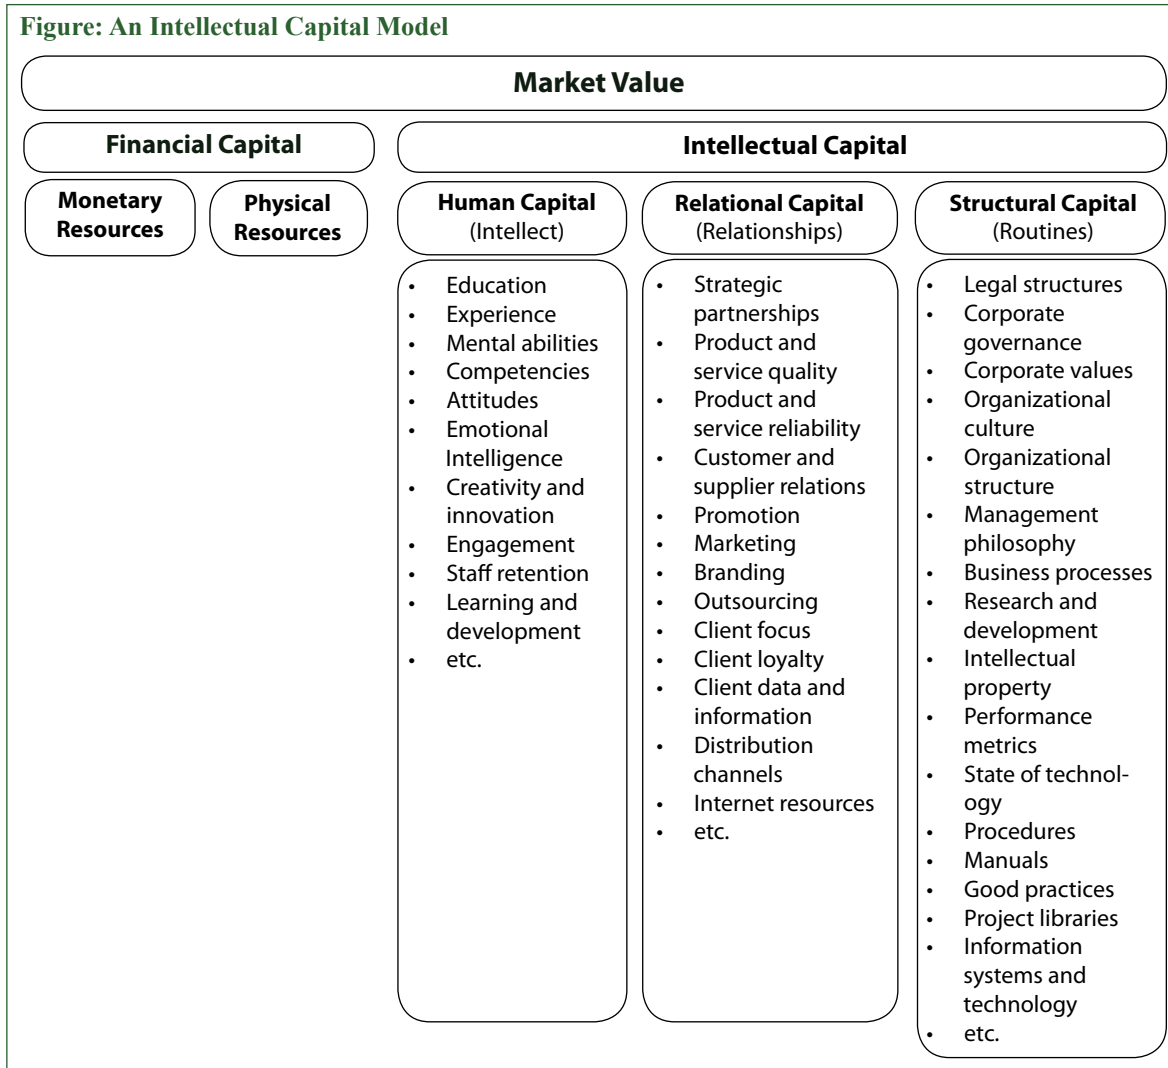 Figure: An Intellectual Capital Model
Market Value
Financial Capital
Intellectual Capital
Monetary
Resources
Physical
Resources
Human Capital
(Intellect)
Relational Capital
(Relationships)
Structural Capital
(Routines)
• Education
• Experience
• Mental abilities
• Competencies
• Attitudes
• Emotional
Intelligence
• Creativity and
innovation
• Engagement
• Staff retention
• Learning and
development
• etc.
• Strategic
partnerships
• Product and
service quality
• Product and
service reliability
• Customer and
supplier relations
• Promotion
• Marketing
• Branding
• Outsourcing
• Client focus
• Client loyalty
• Client data and
information
• Distribution
channels
• Internet resources
• etc.
• Legal structures
• Corporate
governance
• Corporate values
• Organizational
culture
• Organizational
structure
• Management
philosophy
• Business processes
• Research and
development
• Intellectual
property
• Performance
metrics
• State of technol-
ogy
• Procedures
• Manuals
• Good practices
• Project libraries
• Information
systems and
technology
• etc.